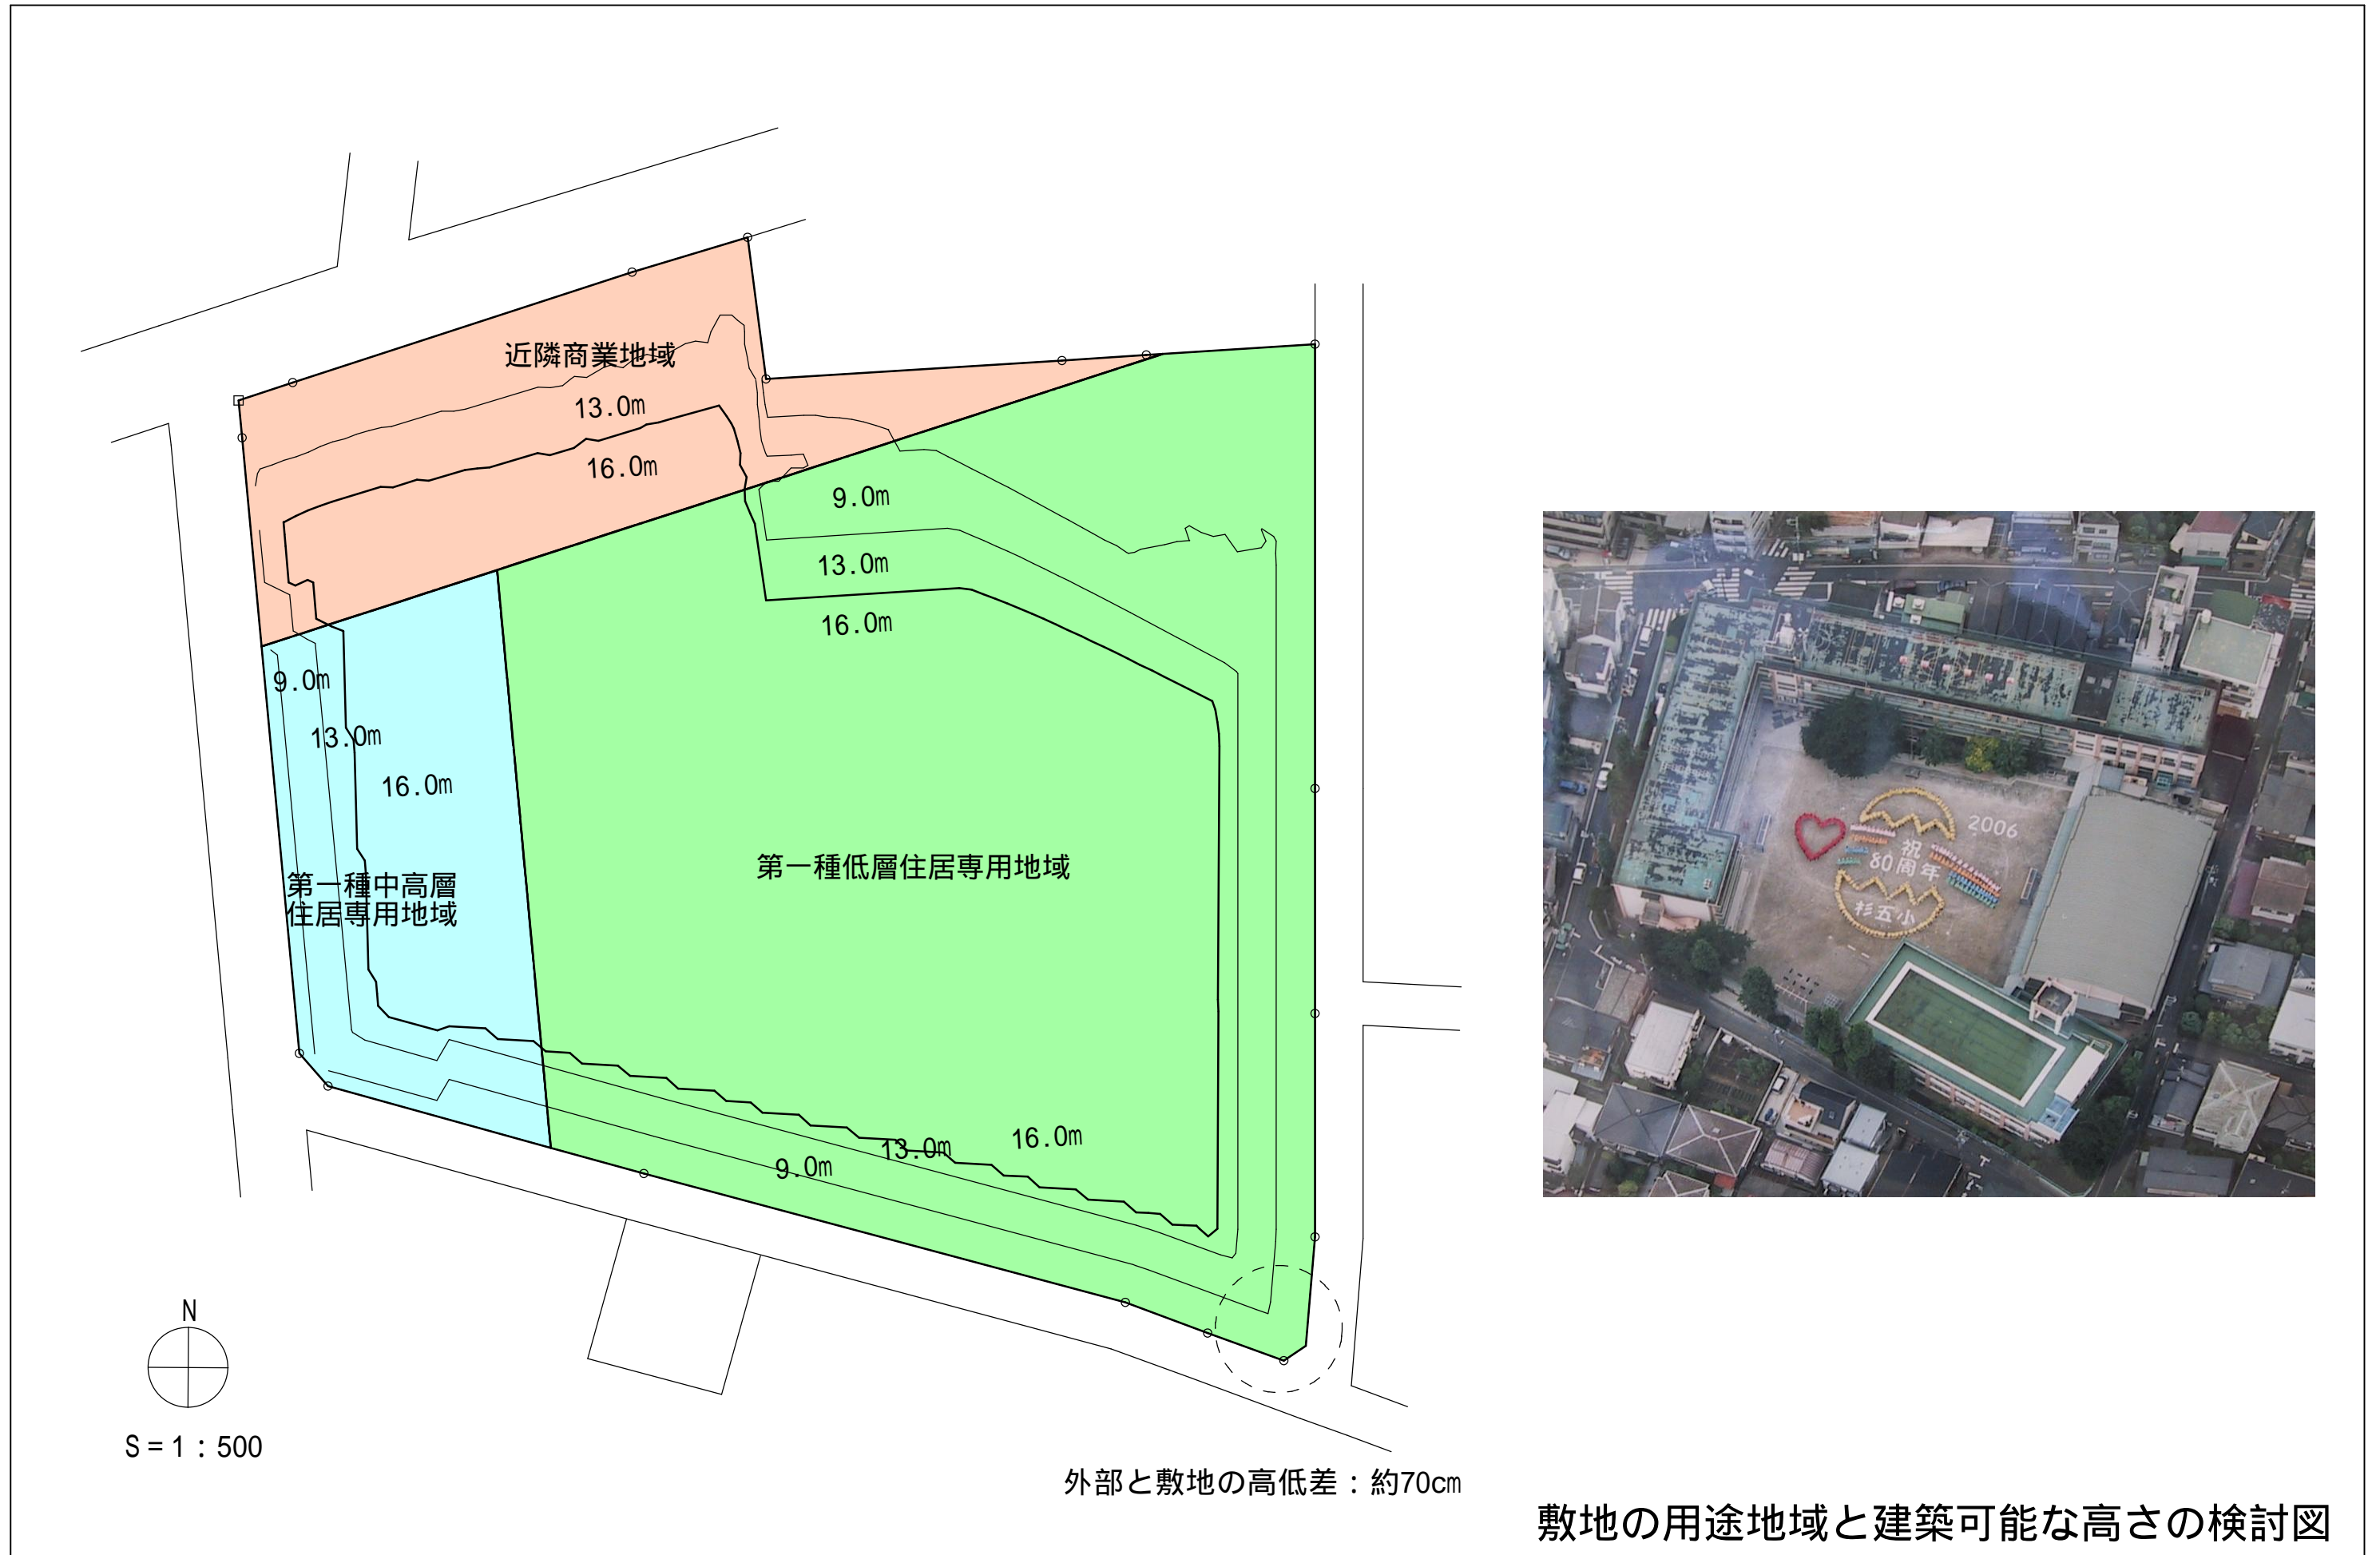 近隣商業地域
13.0m
16.0m
9.0m
13.0m
16.0m
9.0m
13.0m
16.0m
第一種中高層
住居専用地域
第一種低層住居専用地域
16.0m
13.0m
9.0m
2006
祝
80周年
杉五小
N
S=1：500
外部と敷地の高低差：約70cm
敷地の用途地域と建築可能な高さの検討図